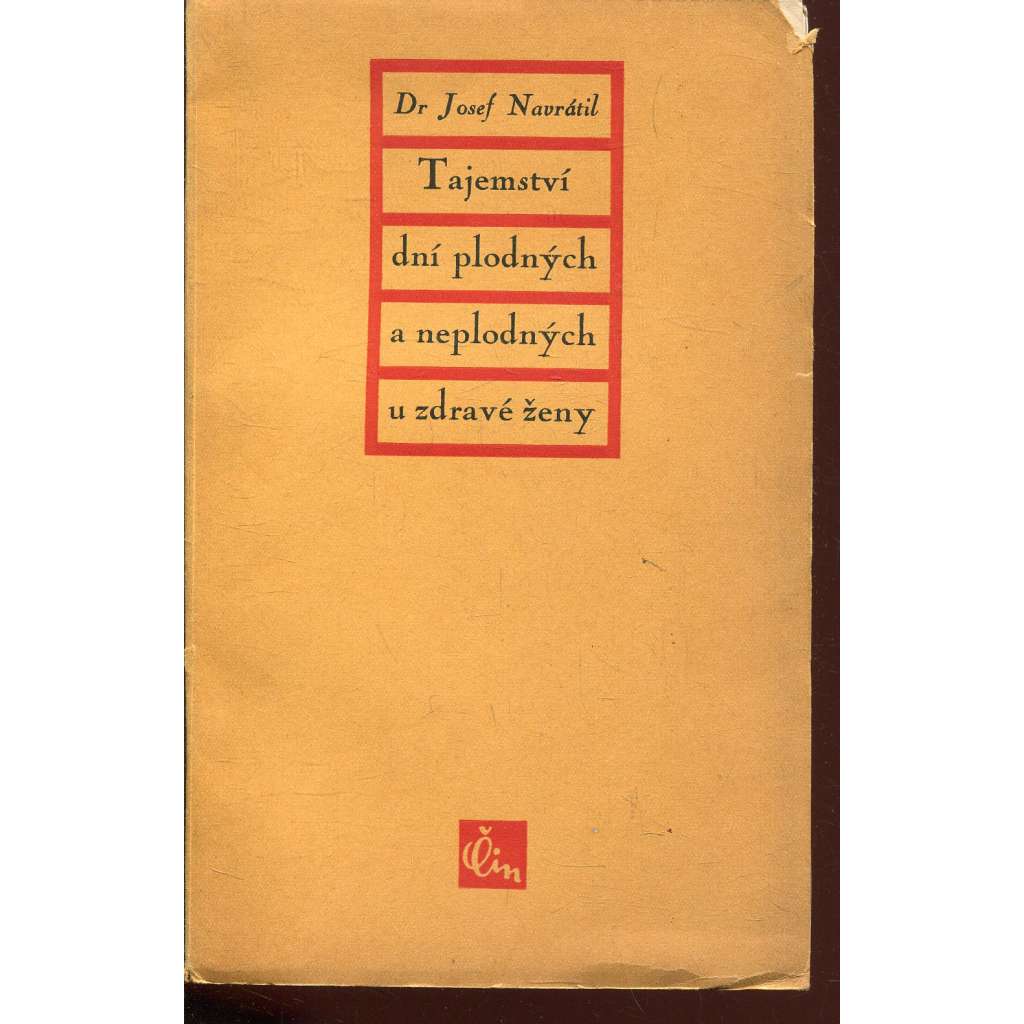 Dr Josef Navrátil
Tajemství
dní plodných
a neplodných
u zdravé ženy
Čin